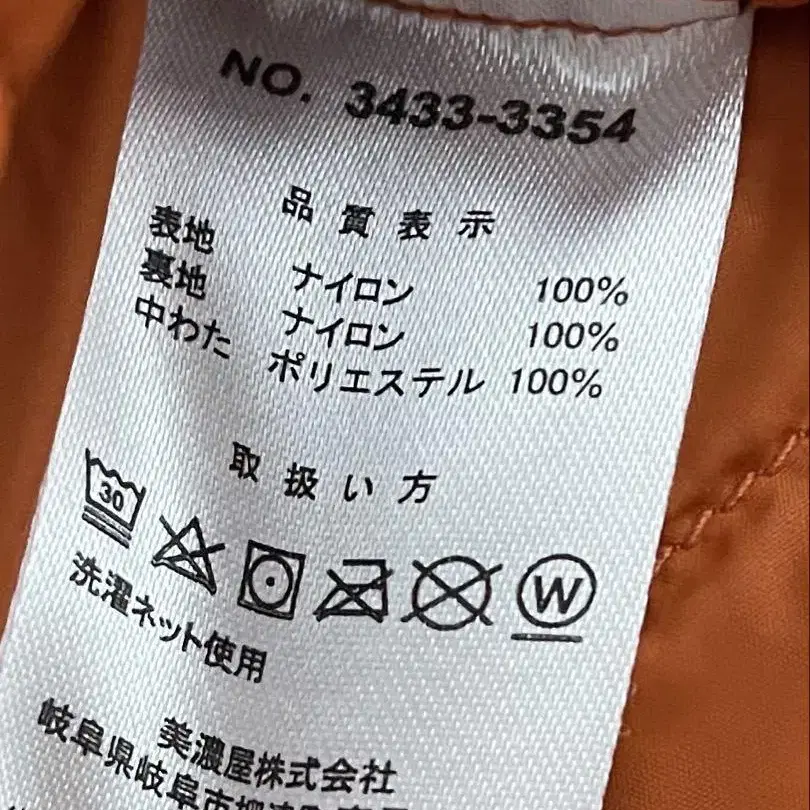 NO. 3433-3354
品質表示
表地 ナイロン 100%
裏地 ナイロン 100%
中わた ポリエステル 100%
取扱い方
30 W
洗濯ネット使用
美濃屋株式会社
岐阜県岐阜市柳